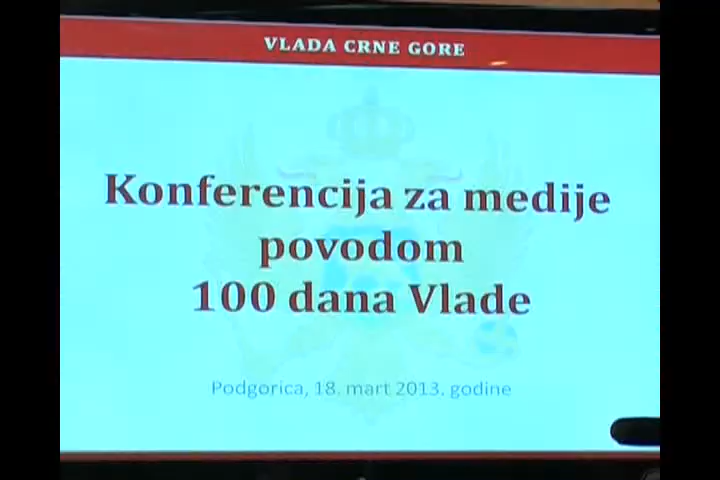 VLADA CRNE GORE
Konferencija za medije
povodom
100 dana Vlade
Podgorica, 18. mart 2013. godine